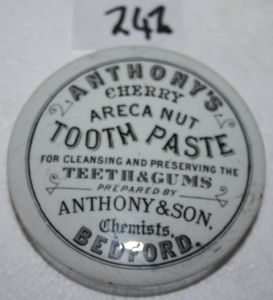 242
ANTHONY'S
CHERRY
ARECA NUT
TOOTH PASTE
FOR CLEANSING AND PRESERVING THE
TEETH & GUMS
PREPARED BY
ANTHONY & SON,
Chemists,
BEDFORD.